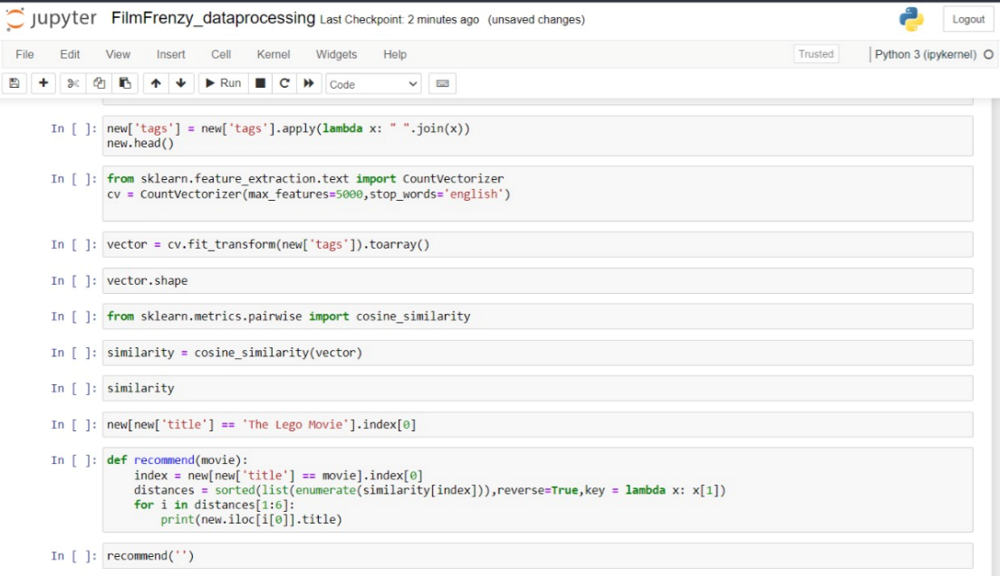 jupyter FilmFrenzy_dataprocessing Last Checkpoint: 2 minutes ago (unsaved changes)
Logout
File Edit View Insert Cell Kernel Widgets Help
Trusted
Python 3 (ipykernel)
Run
Code
In [ ]: new['tags'] = new['tags'].apply(lambda x: " ".join(x))
new.head()
In [ ]: from sklearn.feature_extraction.text import CountVectorizer
cv = CountVectorizer(max_features=5000,stop_words='english')
In [ ]: vector = cv.fit_transform(new['tags']).toarray()
In [ ]: vector.shape
In [ ]: from sklearn.metrics.pairwise import cosine_similarity
In [ ]: similarity = cosine_similarity(vector)
In [ ]: similarity
In [ ]: new[new['title'] == 'The Lego Movie'].index[0]
In [ ]: def recommend(movie):
    index = new[new['title'] == movie].index[0]
    distances = sorted(list(enumerate(similarity[index])),reverse=True,key = lambda x: x[1])
    for i in distances[1:6]:
        print(new.iloc[i[0]].title)
In [ ]: recommend('')